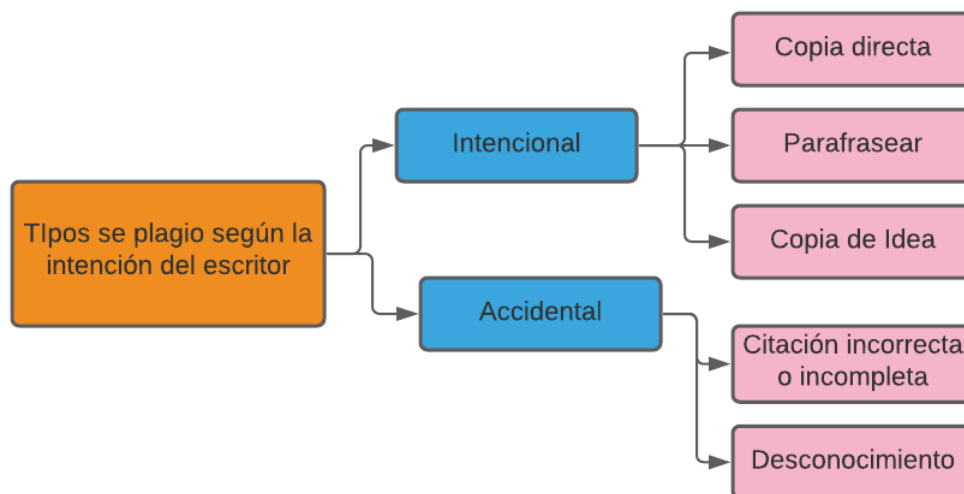 TIpos se plagio según la
intención del escritor
Intencional
Copia directa
Parafrasear
Copia de Idea
Accidental
Citación incorrecta
o incompleta
Desconocimiento